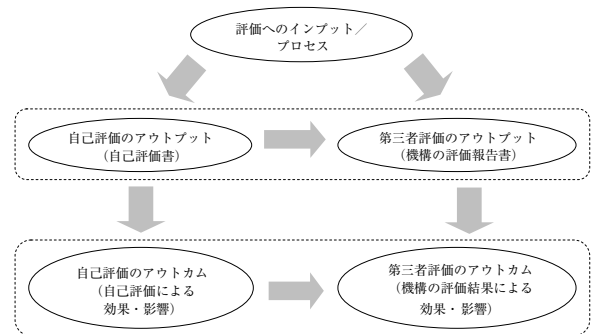 評価へのインプット／
プロセス
自己評価のアウトプット
（自己評価書）
第三者評価のアウトプット
（機構の評価報告書）
自己評価のアウトカム
（自己評価による
効果・影響）
第三者評価のアウトカム
（機構の評価結果による
効果・影響）